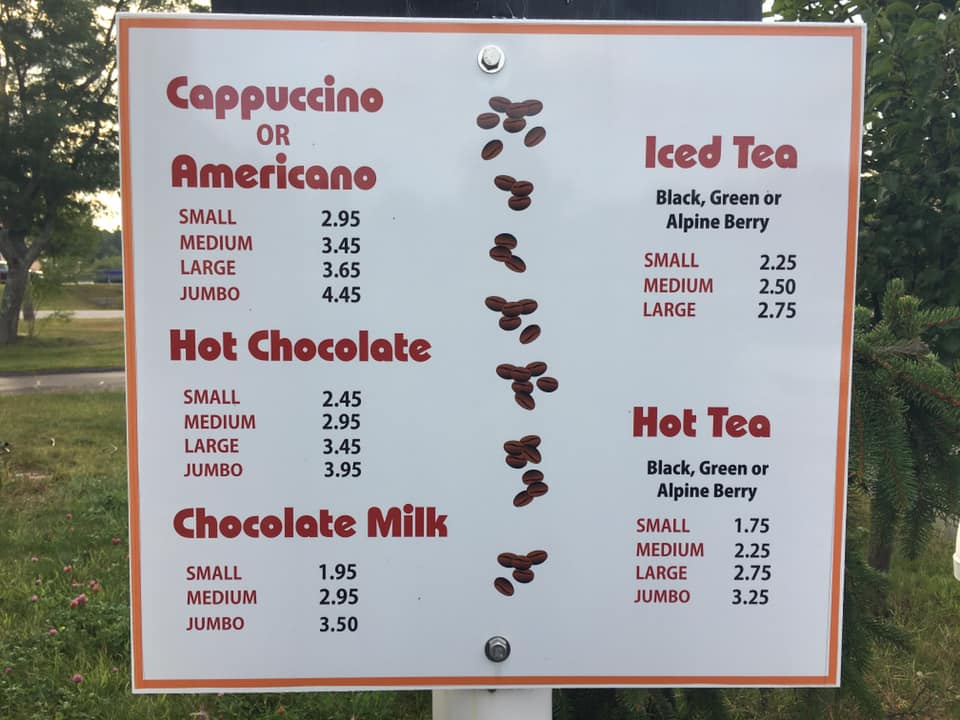 Cappuccino
OR
Americano
SMALL 2.95
MEDIUM 3.45
LARGE 3.65
JUMBO 4.45
Hot Chocolate
SMALL 2.45
MEDIUM 2.95
LARGE 3.45
JUMBO 3.95
Chocolate Milk
SMALL 1.95
MEDIUM 2.95
JUMBO 3.50
Iced Tea
Black, Green or
Alpine Berry
SMALL 2.25
MEDIUM 2.50
LARGE 2.75
Hot Tea
Black, Green or
Alpine Berry
SMALL 1.75
MEDIUM 2.25
LARGE 2.75
JUMBO 3.25